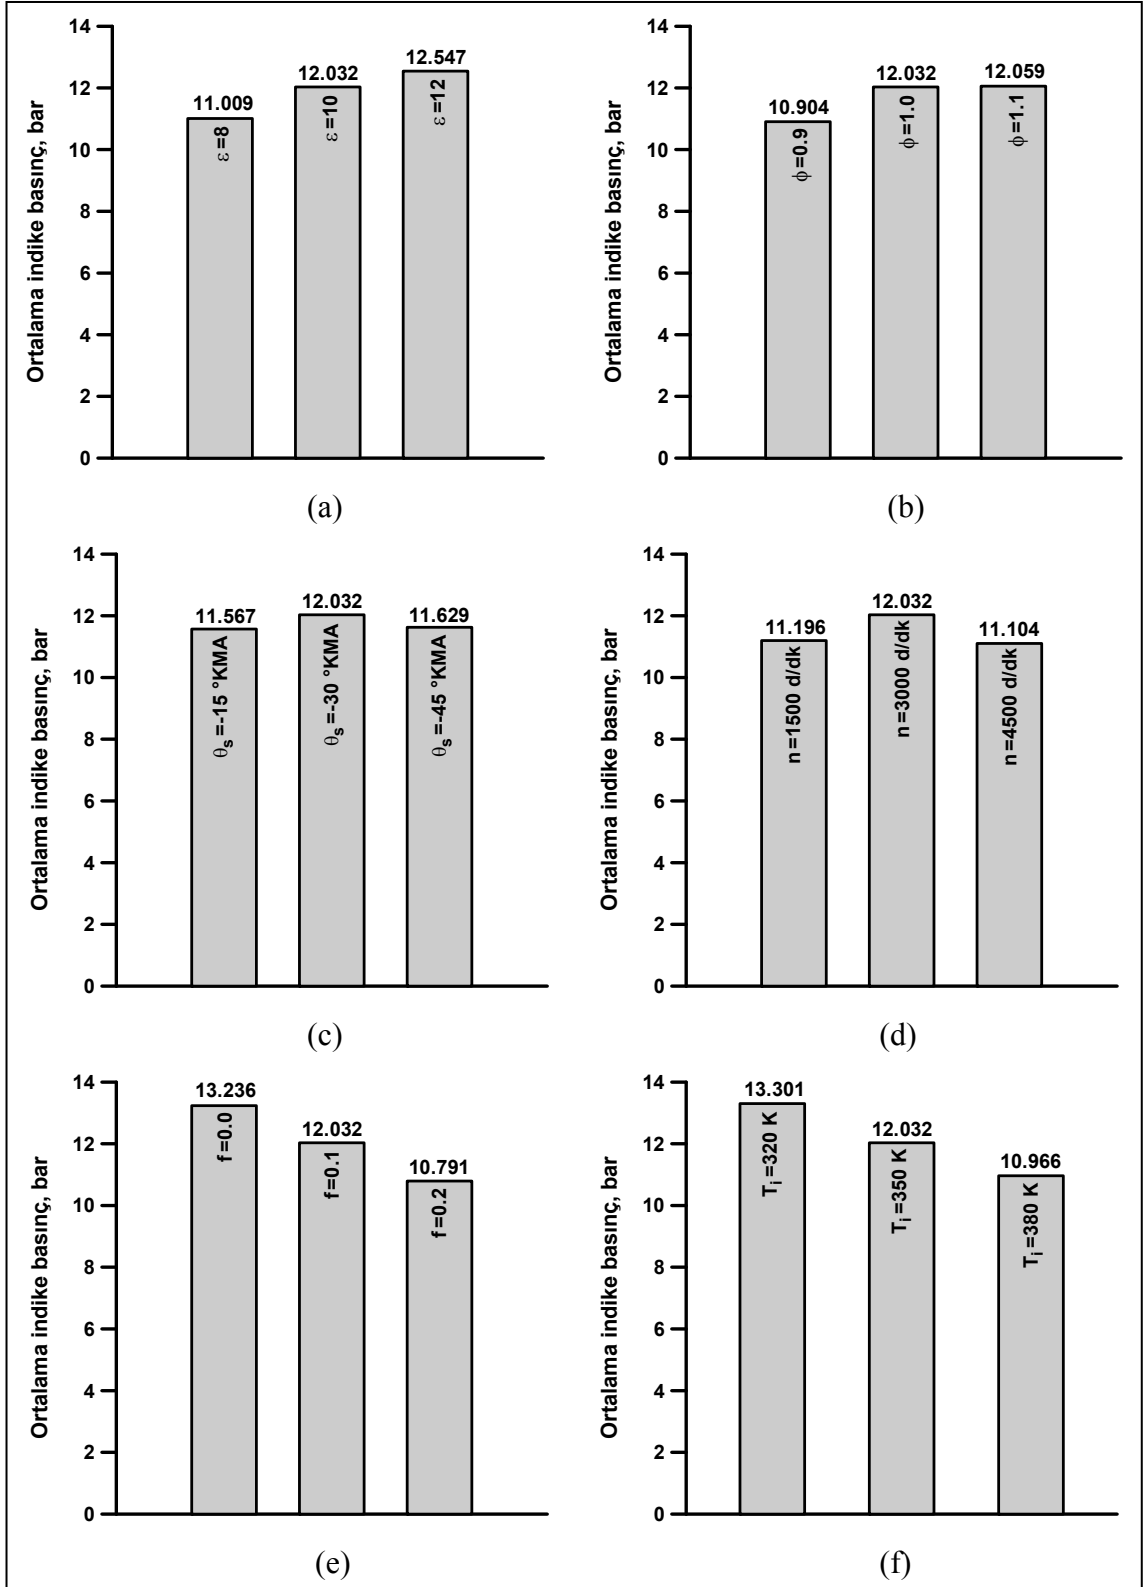 14
12
10
8
6
4
2
0
Ortalama indike basınç, bar
11.009
12.032
12.547
ε=8
ε=10
ε=12
(a)
14
12
10
8
6
4
2
0
Ortalama indike basınç, bar
10.904
12.032
12.059
ϕ=0.9
ϕ=1.0
ϕ=1.1
(b)
14
12
10
8
6
4
2
0
Ortalama indike basınç, bar
11.567
12.032
11.629
θs=-15 °KMA
θs=-30 °KMA
θs=-45 °KMA
(c)
14
12
10
8
6
4
2
0
Ortalama indike basınç, bar
11.196
12.032
11.104
n=1500 d/dk
n=3000 d/dk
n=4500 d/dk
(d)
14
12
10
8
6
4
2
0
Ortalama indike basınç, bar
13.236
12.032
10.791
f=0.0
f=0.1
f=0.2
(e)
14
12
10
8
6
4
2
0
Ortalama indike basınç, bar
13.301
12.032
10.966
Ti=320 K
Ti=350 K
Ti=380 K
(f)